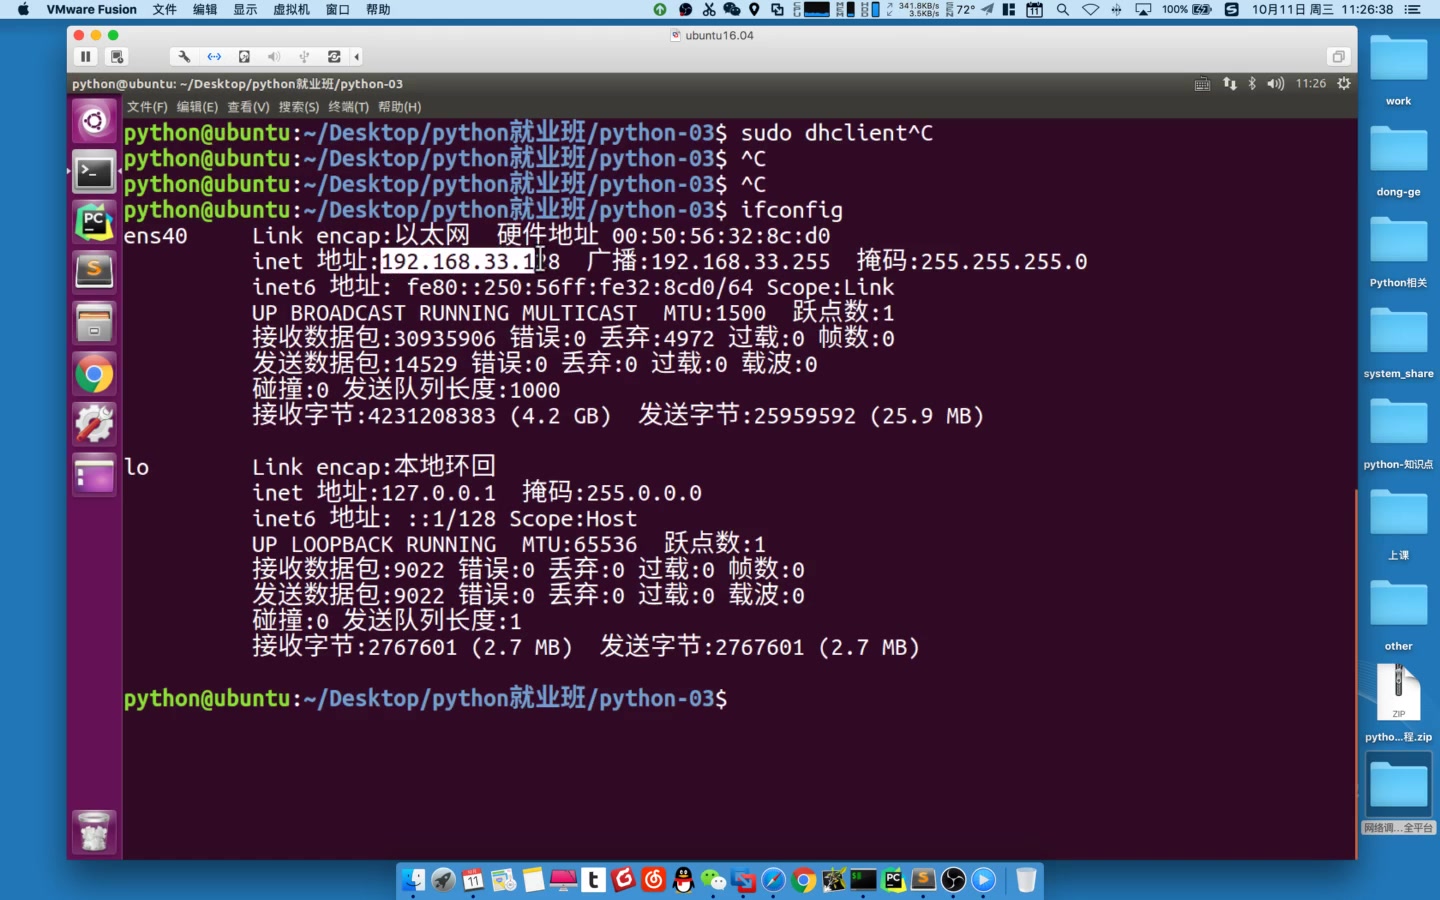 VMware Fusion 文件 编辑 显示 虚拟机 窗口 帮助 341.8KB/s 3.5KB/s 72° 11 100% 10月11日 周三 11:26:38
ubuntu16.04
python@ubuntu: ~/Desktop/python就业班/python-03 11:26
文件(F) 编辑(E) 查看(V) 搜索(S) 终端(T) 帮助(H)
python@ubuntu:~/Desktop/python就业班/python-03$ sudo dhclient^C
python@ubuntu:~/Desktop/python就业班/python-03$ ^C
python@ubuntu:~/Desktop/python就业班/python-03$ ^C
python@ubuntu:~/Desktop/python就业班/python-03$ ifconfig
ens40 Link encap:以太网 硬件地址 00:50:56:32:8c:d0
inet 地址:192.168.33.128 广播:192.168.33.255 掩码:255.255.255.0
inet6 地址: fe80::250:56ff:fe32:8cd0/64 Scope:Link
UP BROADCAST RUNNING MULTICAST MTU:1500 跃点数:1
接收数据包:30935906 错误:0 丢弃:4972 过载:0 帧数:0
发送数据包:14529 错误:0 丢弃:0 过载:0 载波:0
碰撞:0 发送队列长度:1000
接收字节:4231208383 (4.2 GB) 发送字节:25959592 (25.9 MB)
lo Link encap:本地环回
inet 地址:127.0.0.1 掩码:255.0.0.0
inet6 地址: ::1/128 Scope:Host
UP LOOPBACK RUNNING MTU:65536 跃点数:1
接收数据包:9022 错误:0 丢弃:0 过载:0 帧数:0
发送数据包:9022 错误:0 丢弃:0 过载:0 载波:0
碰撞:0 发送队列长度:1
接收字节:2767601 (2.7 MB) 发送字节:2767601 (2.7 MB)
python@ubuntu:~/Desktop/python就业班/python-03$
work
dong-ge
Python相关
system_share
python-知识点
上课
other
ZIP
pytho...程.zip
网络调...全平台